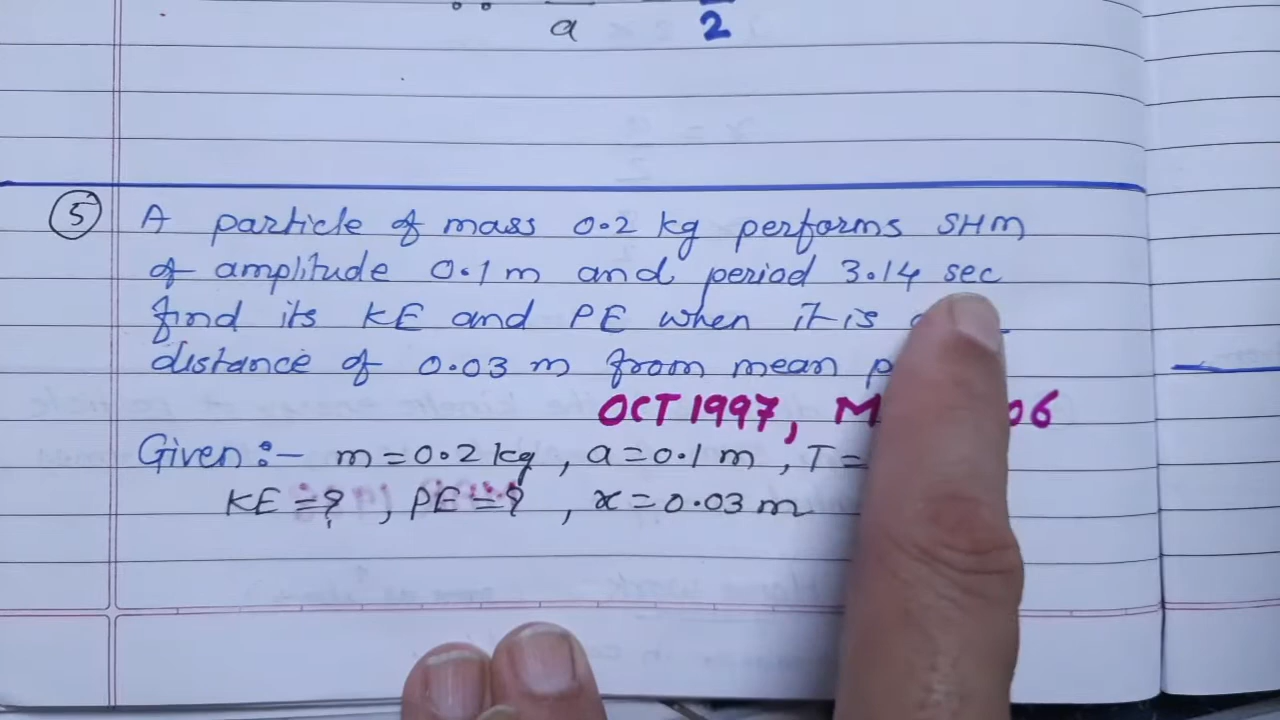 a
2
5 A particle of mass 0.2 kg performs SHM
of amplitude 0.1 m and period 3.14 sec
find its KE and PE when it is
distance of 0.03 m from mean
OCT 1997,
Given :- m = 0.2 kg , a = 0.1 m , T =
KE = ? , PE = ? , x = 0.03 m